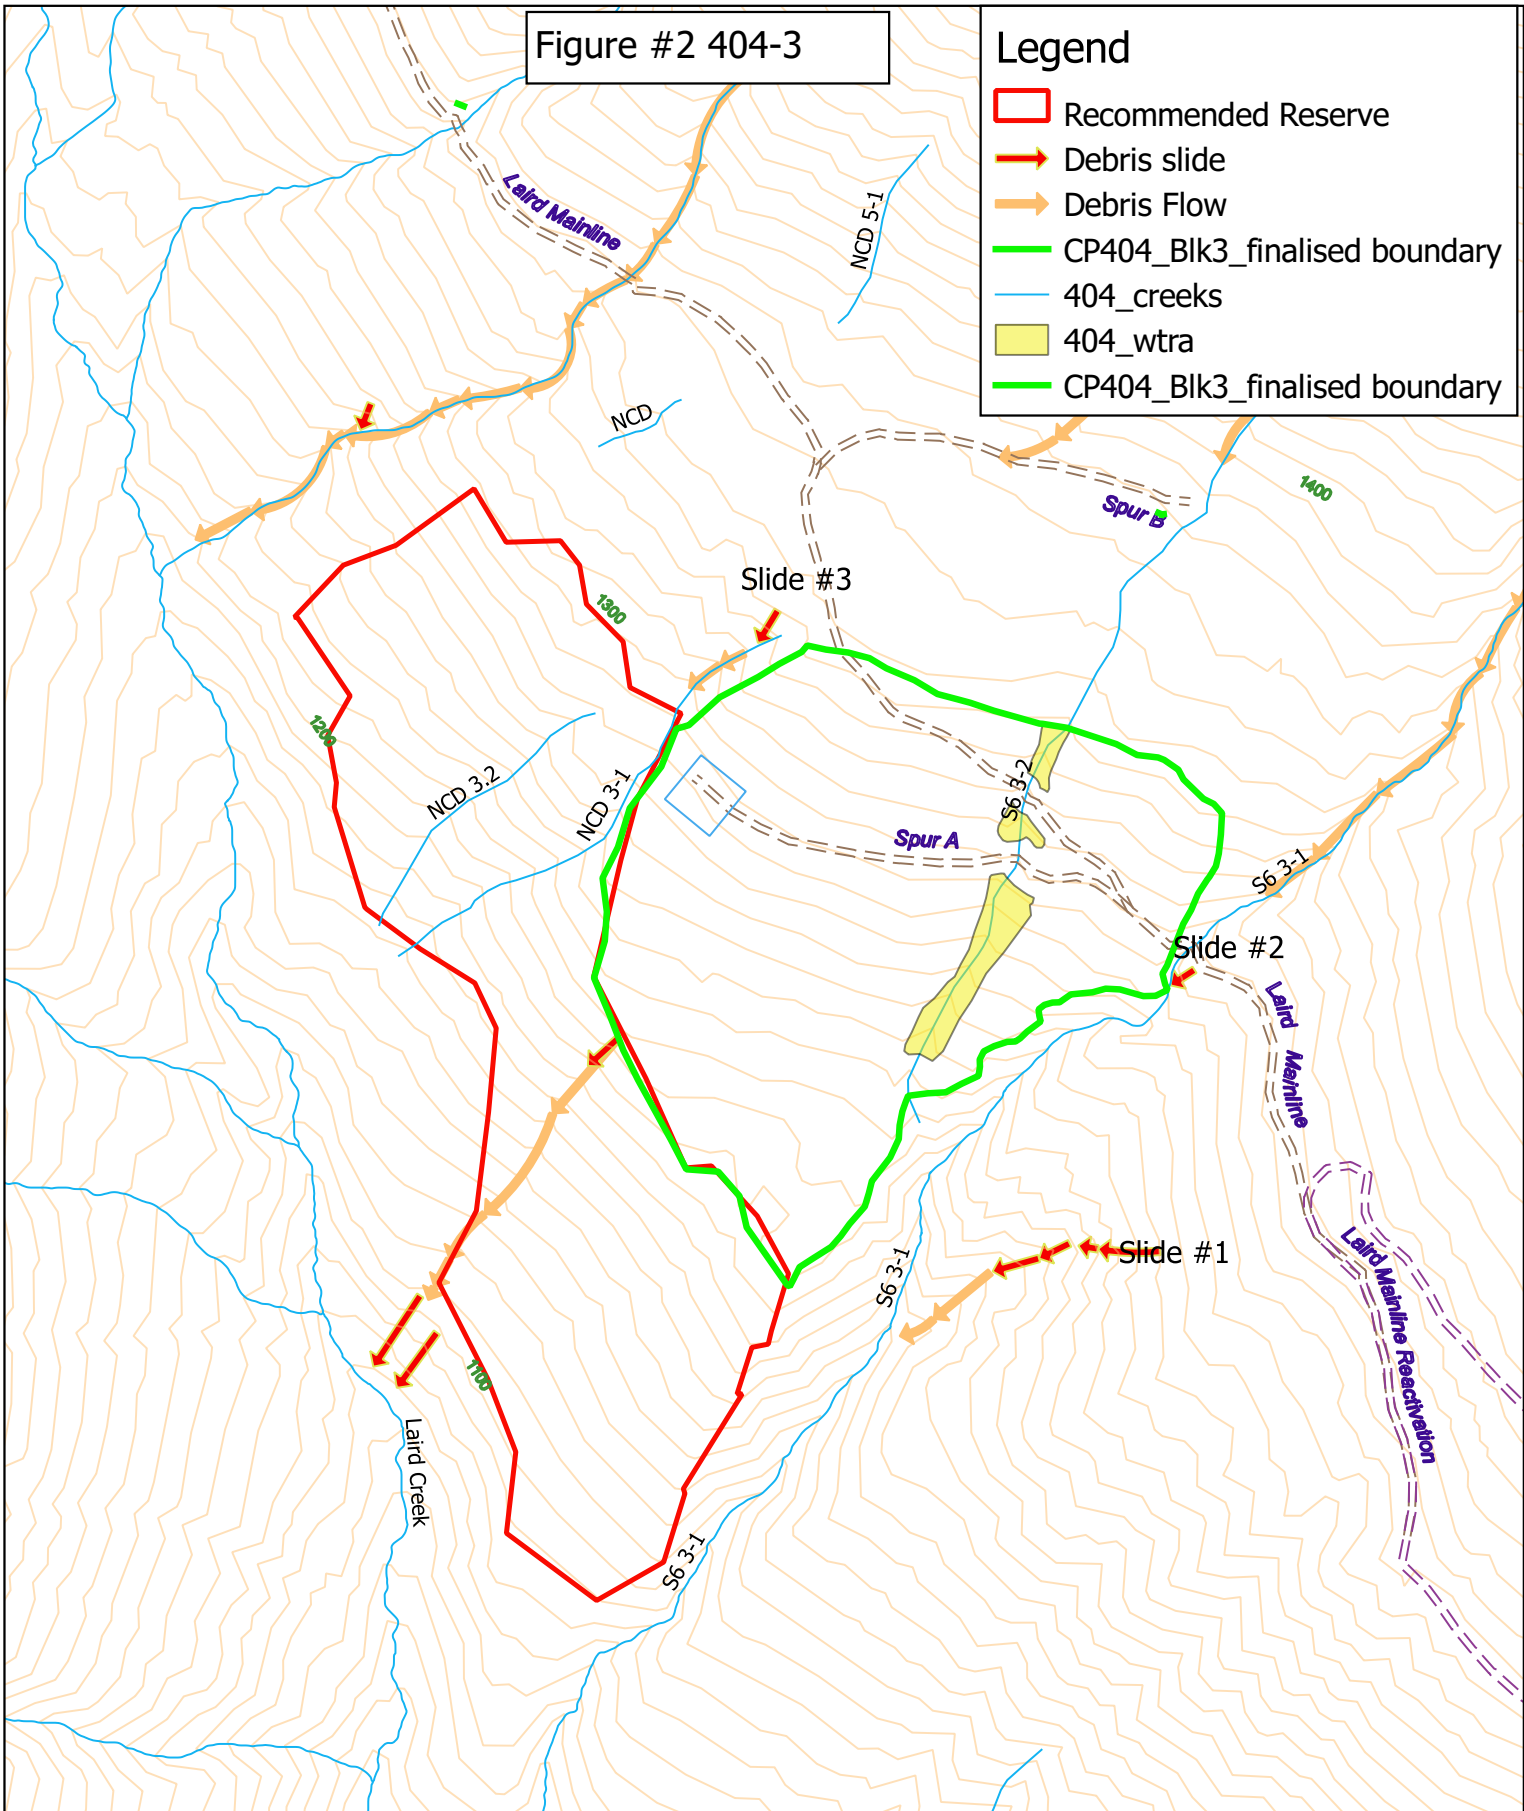 Figure #2 404-3
Legend
Recommended Reserve
Debris slide
Debris Flow
CP404_Blk3_finalised boundary
404_creeks
404_wtra
CP404_Blk3_finalised boundary
Laird Mainline
NCD 5-1
NCD
Spur B
1400
Slide #3
1300
1200
NCD 3.2
NCD 3-1
S6 3-2
Spur A
S6 3-1
Slide #2
Laird Mainline
Slide #1
S6 3-1
Laird Mainline Reactivation
1100
Laird Creek
S6 3-1